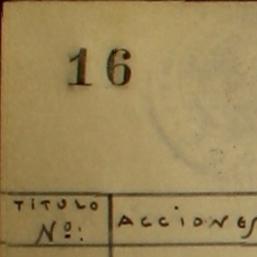 16
TITULO
Nº:
ACCIONES